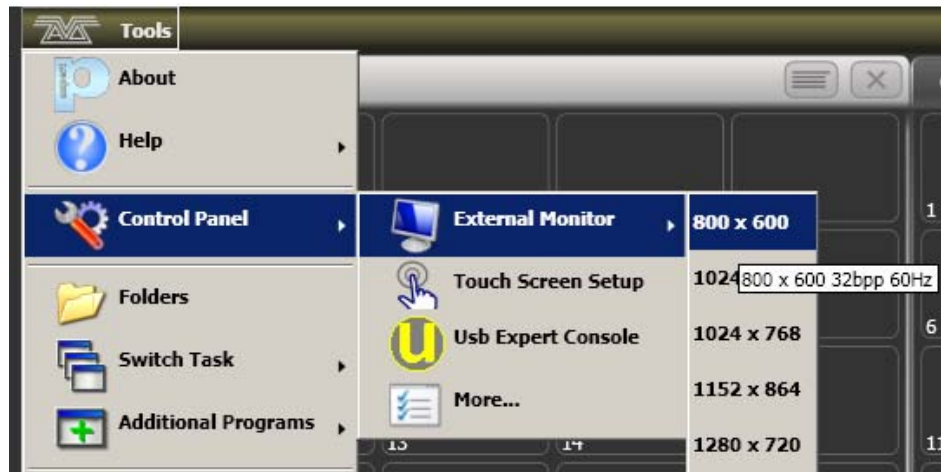 Tools
About
Help
Control Panel
External Monitor
800 x 600
1
Touch Screen Setup
1024
800 x 600 32bpp 60Hz
Folders
Usb Expert Console
1024 x 768
6
Switch Task
1152 x 864
More...
Additional Programs
13
14
1280 x 720